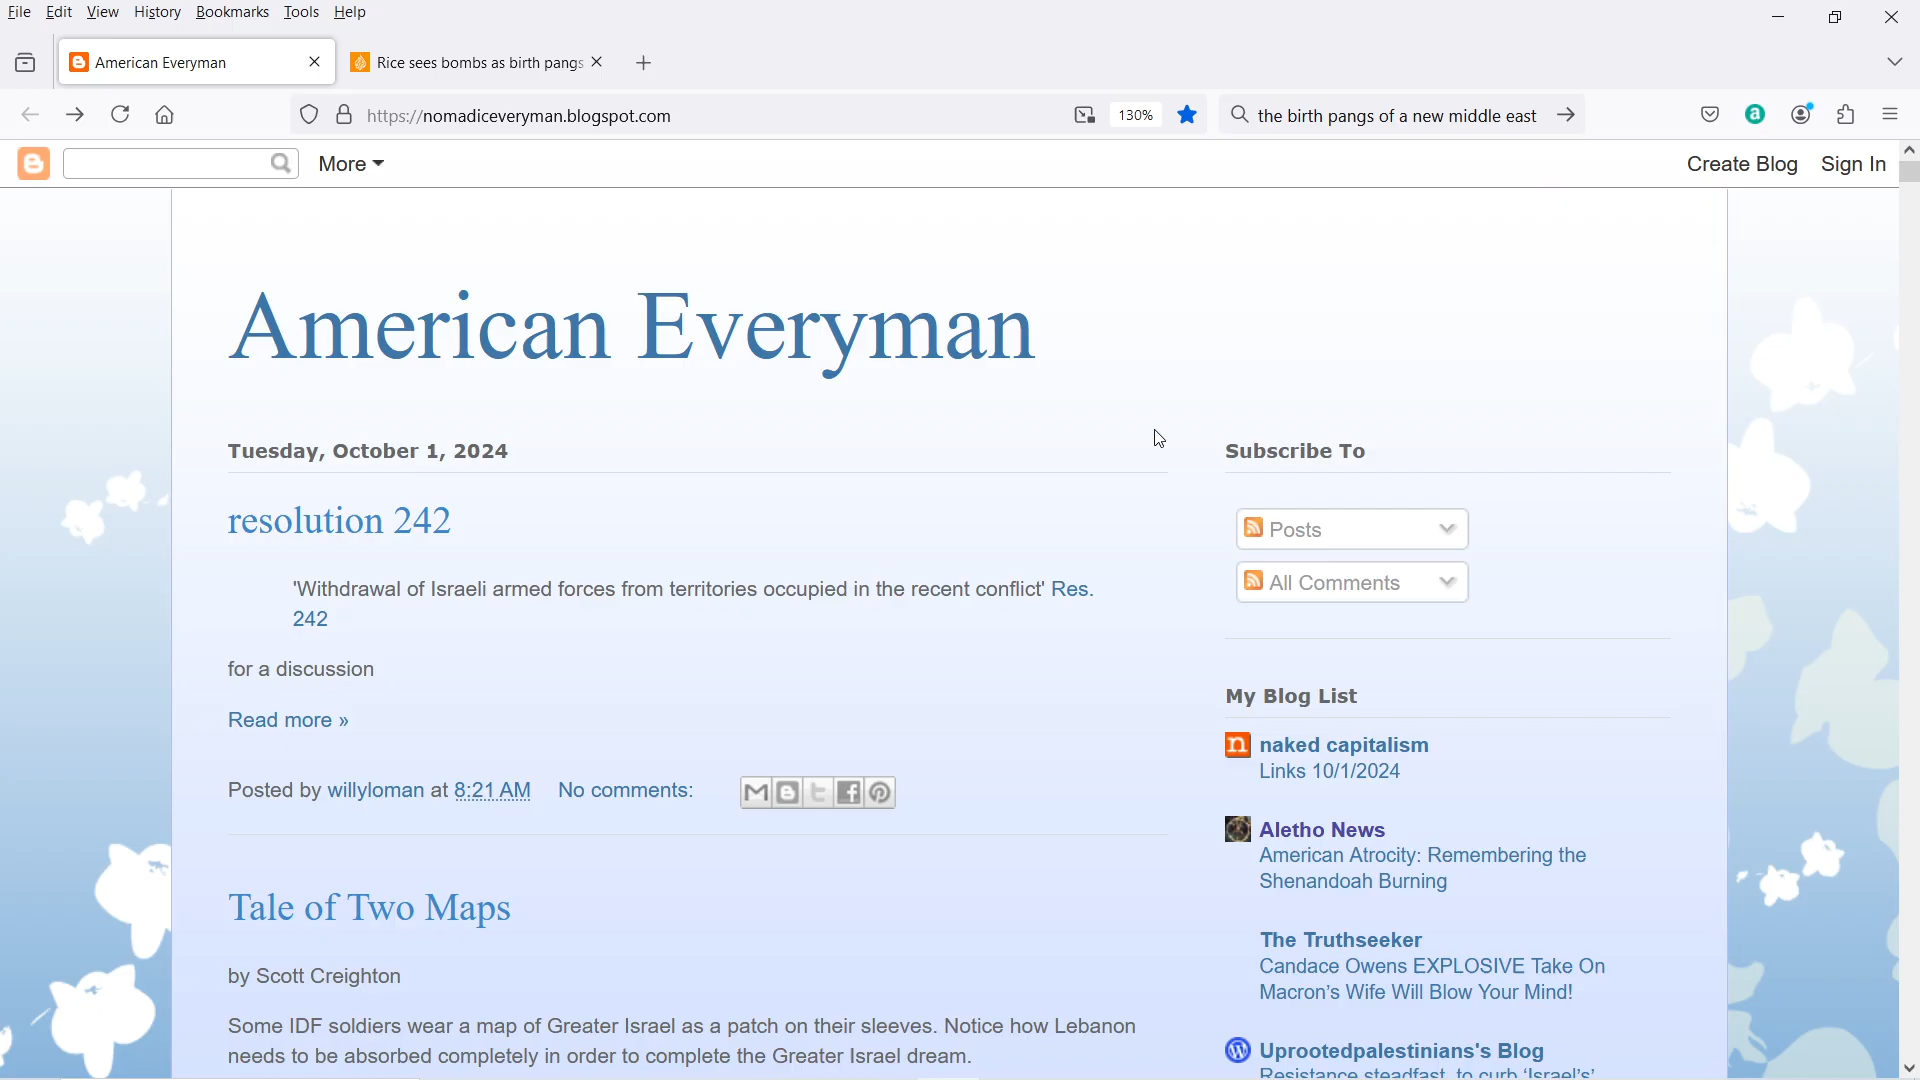 File Edit View History Bookmarks Tools Help
American Everyman
Rice sees bombs as birth pangs
https://nomadiceveryman.blogspot.com
130%
the birth pangs of a new middle east
More
Create Blog Sign In
American Everyman
Tuesday, October 1, 2024
resolution 242
'Withdrawal of Israeli armed forces from territories occupied in the recent conflict' Res.
242
for a discussion
Read more »
Posted by willyloman at 8:21 AM No comments:
Tale of Two Maps
by Scott Creighton
Some IDF soldiers wear a map of Greater Israel as a patch on their sleeves. Notice how Lebanon
needs to be absorbed completely in order to complete the Greater Israel dream.
Subscribe To
Posts
All Comments
My Blog List
naked capitalism
Links 10/1/2024
Aletho News
American Atrocity: Remembering the
Shenandoah Burning
The Truthseeker
Candace Owens EXPLOSIVE Take On
Macron's Wife Will Blow Your Mind!
Uprootedpalestinians's Blog
Resistance steadfast, to curb 'Israel's'